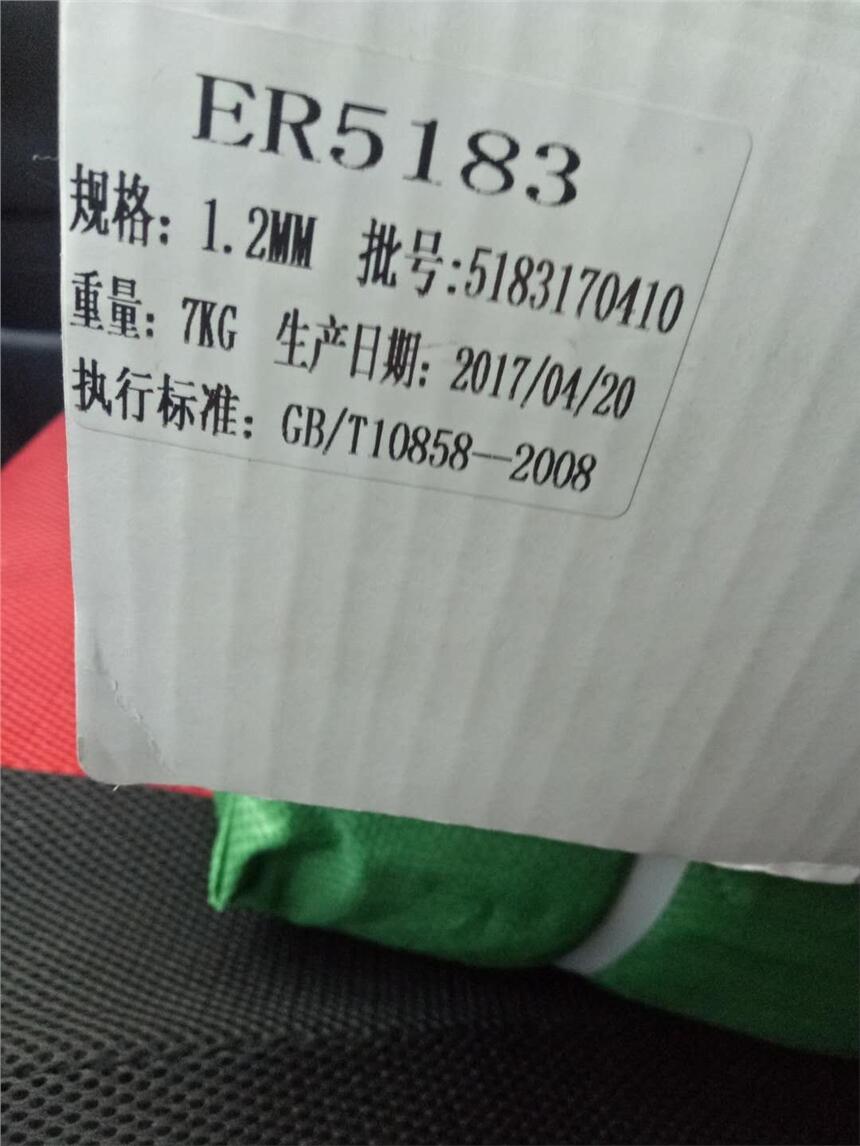 ER5183
规格：1.2MM 批号:5183170410
重量：7KG 生产日期：2017/04/20
执行标准：GB/T10858—2008